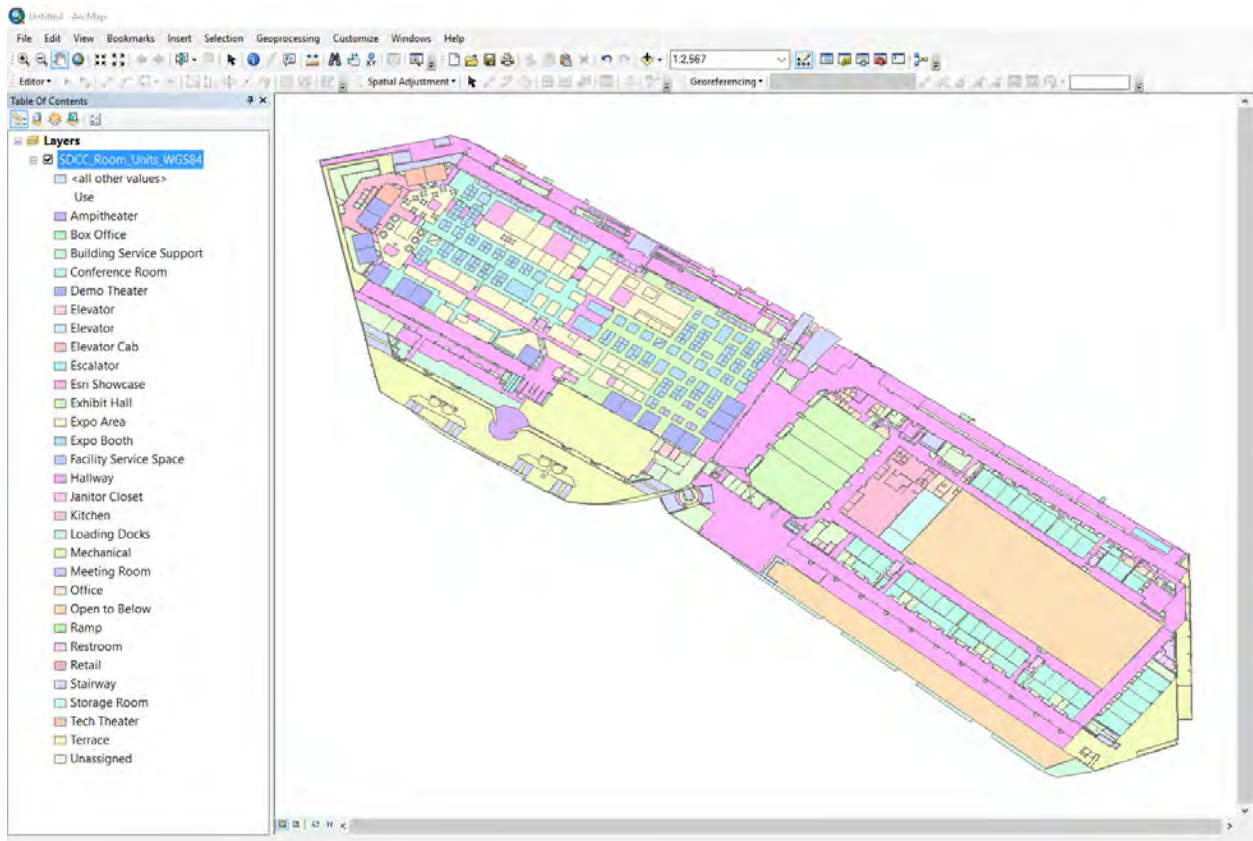 Untitled - ArcMap
File Edit View Bookmarks Insert Selection Geoprocessing Customize Windows Help
1:2,567
Editor Spatial Adjustment Georeferencing
Table Of Contents
Layers
SDCC_Room_Units_WGS84
<all other values>
Use
Ampitheater
Box Office
Building Service Support
Conference Room
Demo Theater
Elevator
Elevator
Elevator Cab
Escalator
Esri Showcase
Exhibit Hall
Expo Area
Expo Booth
Facility Service Space
Hallway
Janitor Closet
Kitchen
Loading Docks
Mechanical
Meeting Room
Office
Open to Below
Ramp
Restroom
Retail
Stairway
Storage Room
Tech Theater
Terrace
Unassigned